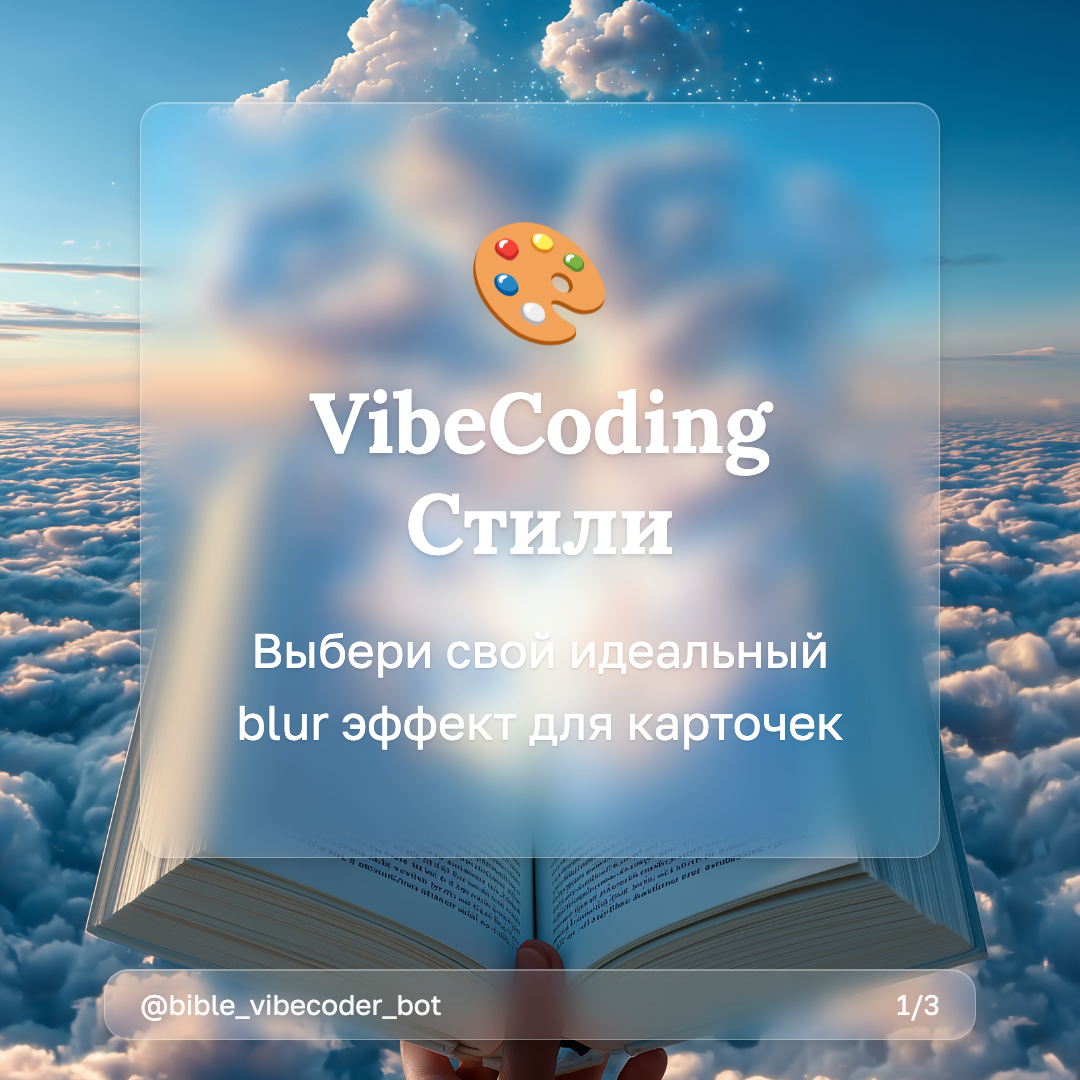 VibeCoding
Стили
Выбери свой идеальный
blur эффект для карточек
@bible_vibecoder_bot
1/3